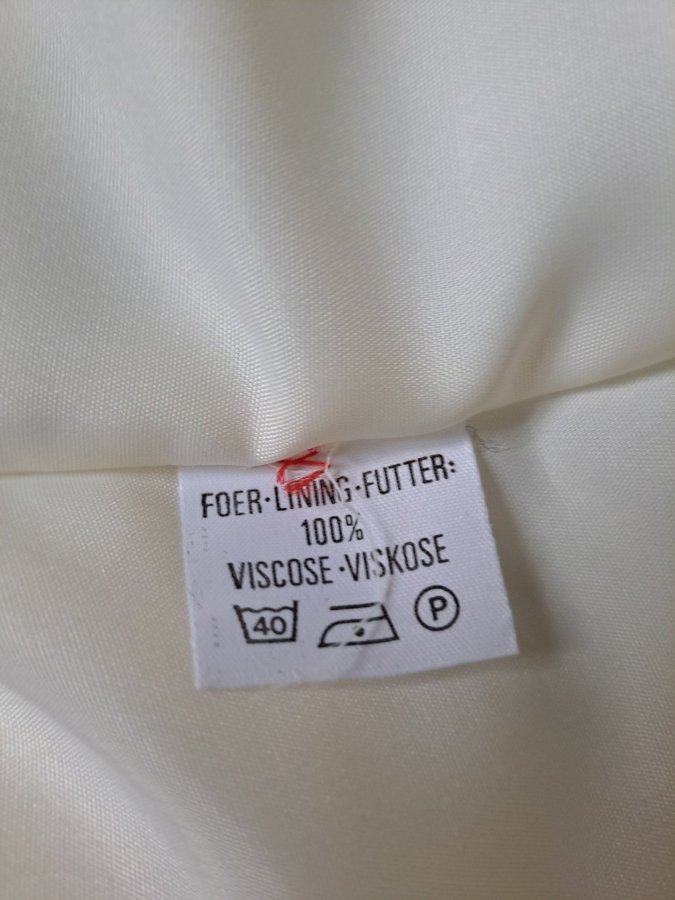 FOER·LINING·FUTTER:
100%
VISCOSE·VISKOSE
40 P